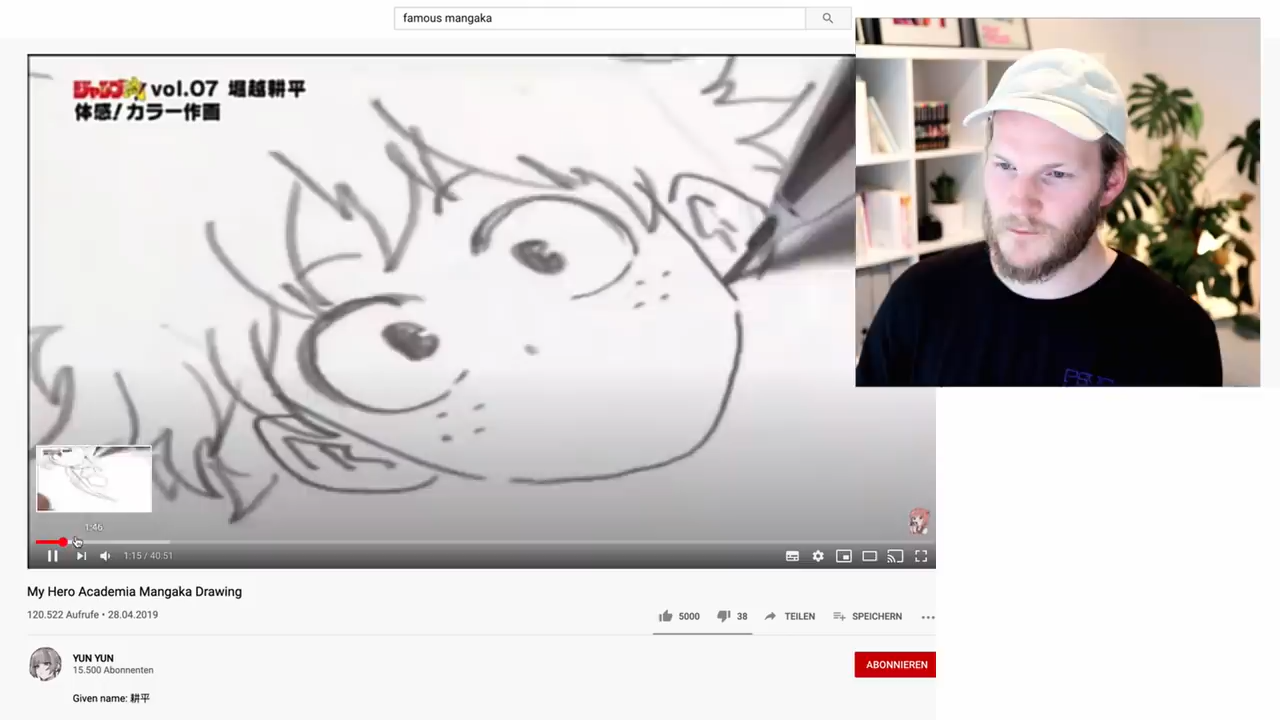 famous mangaka
ジャンプ流 vol.07 堀越耕平
体感!カラー作画
1:46
1:15 / 40:51
My Hero Academia Mangaka Drawing
120.522 Aufrufe • 28.04.2019
5000
38
TEILEN
SPEICHERN
YUN YUN
15.500 Abonnenten
ABONNIEREN
Given name: 耕平